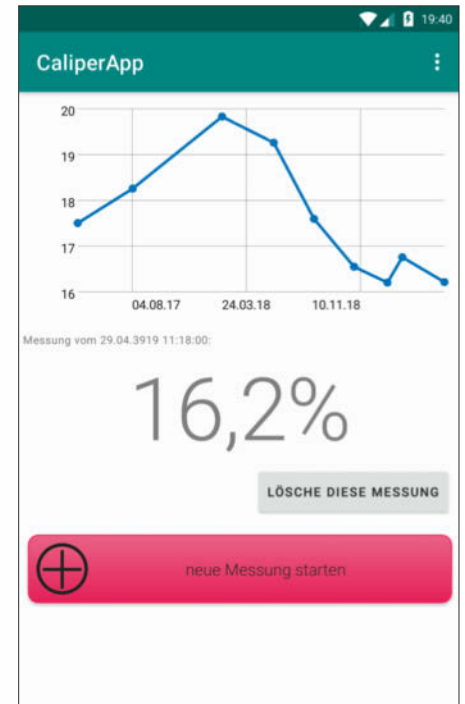 19:40
CaliperApp
20
19
18
17
16
04.08.17 24.03.18 10.11.18
Messung vom 29.04.3919 11:18:00:
16,2%
LÖSCHE DIESE MESSUNG
neue Messung starten